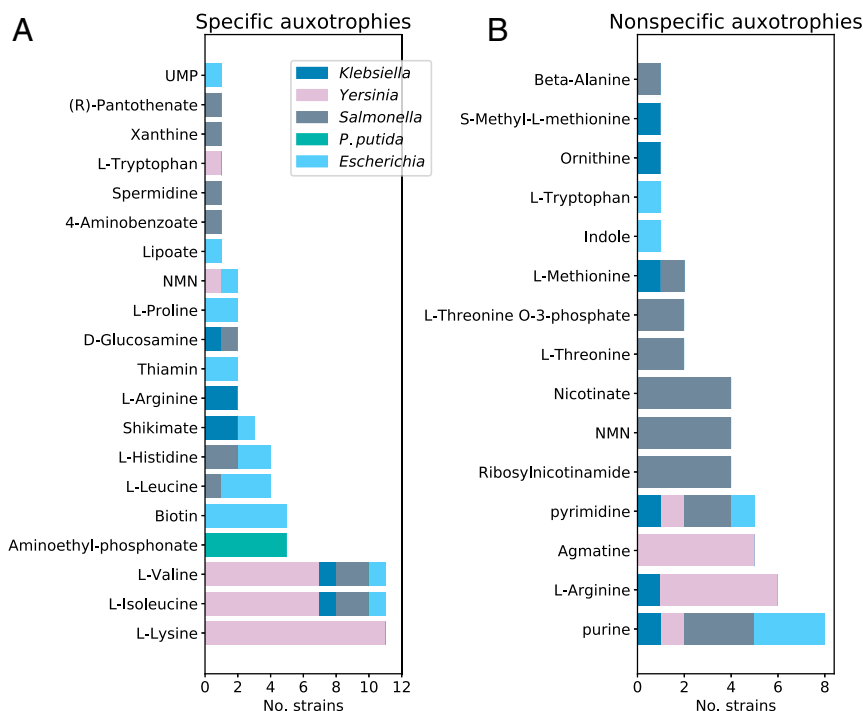 A
Specific auxotrophies
UMP
(R)-Pantothenate
Xanthine
L-Tryptophan
Spermidine
4-Aminobenzoate
Lipoate
NMN
L-Proline
D-Glucosamine
Thiamin
L-Arginine
Shikimate
L-Histidine
L-Leucine
Biotin
Aminoethyl-phosphonate
L-Valine
L-Isoleucine
L-Lysine
Klebsiella
Yersinia
Salmonella
P. putida
Escherichia
0 2 4 6 8 10 12
No. strains
B
Nonspecific auxotrophies
Beta-Alanine
S-Methyl-L-methionine
Ornithine
L-Tryptophan
Indole
L-Methionine
L-Threonine O-3-phosphate
L-Threonine
Nicotinate
NMN
Ribosylnicotinamide
pyrimidine
Agmatine
L-Arginine
purine
0 2 4 6 8
No. strains